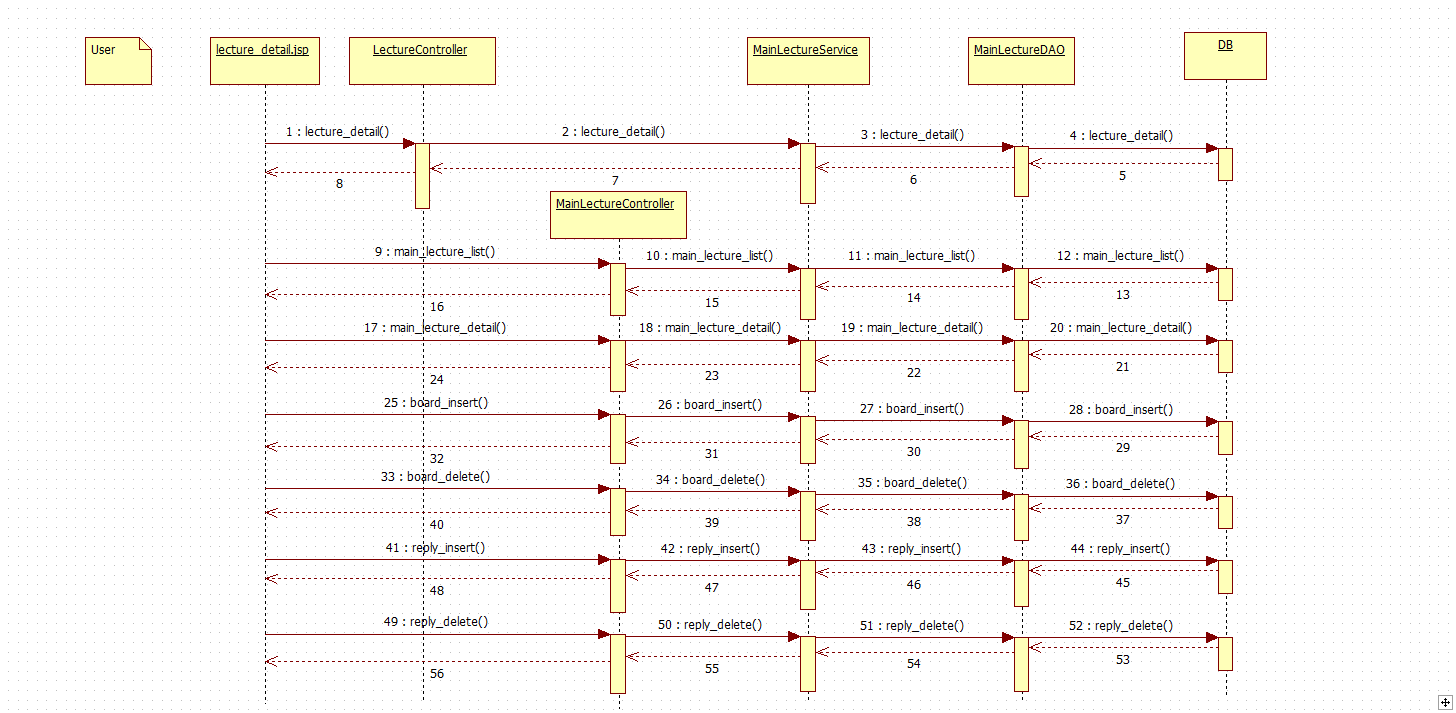 User
lecture_detail.jsp
LectureController
MainLectureService
MainLectureDAO
DB
1 : lecture_detail()
2 : lecture_detail()
3 : lecture_detail()
4 : lecture_detail()
8
7
6
5
MainLectureController
9 : main_lecture_list()
10 : main_lecture_list()
11 : main_lecture_list()
12 : main_lecture_list()
16
15
14
13
17 : main_lecture_detail()
18 : main_lecture_detail()
19 : main_lecture_detail()
20 : main_lecture_detail()
24
23
22
21
25 : board_insert()
26 : board_insert()
27 : board_insert()
28 : board_insert()
32
31
30
29
33 : board_delete()
34 : board_delete()
35 : board_delete()
36 : board_delete()
40
39
38
37
41 : reply_insert()
42 : reply_insert()
43 : reply_insert()
44 : reply_insert()
48
47
46
45
49 : reply_delete()
50 : reply_delete()
51 : reply_delete()
52 : reply_delete()
56
55
54
53